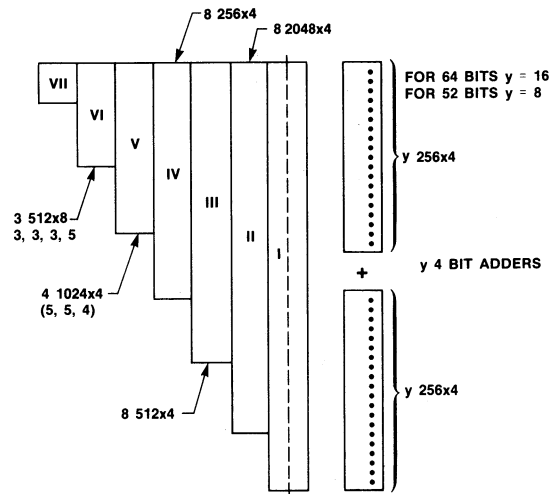 8 256x4
8 2048x4
VII
VI
V
IV
III
II
I
FOR 64 BITS y = 16
FOR 52 BITS y = 8
y 256x4
3 512x8
3, 3, 3, 5
4 1024x4
(5, 5, 4)
8 512x4
+
y 4 BIT ADDERS
y 256x4